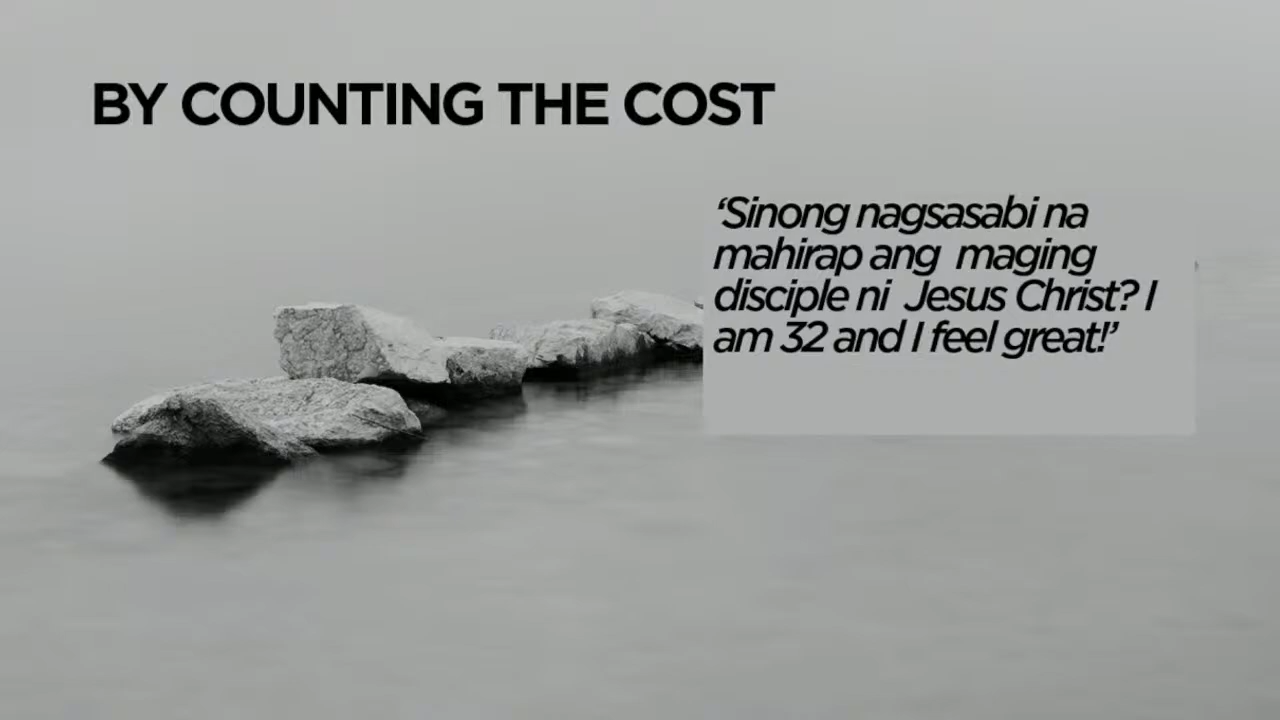 BY COUNTING THE COST
‘Sinong nagsasabi na
mahirap ang maging
disciple ni Jesus Christ? I
am 32 and I feel great!’